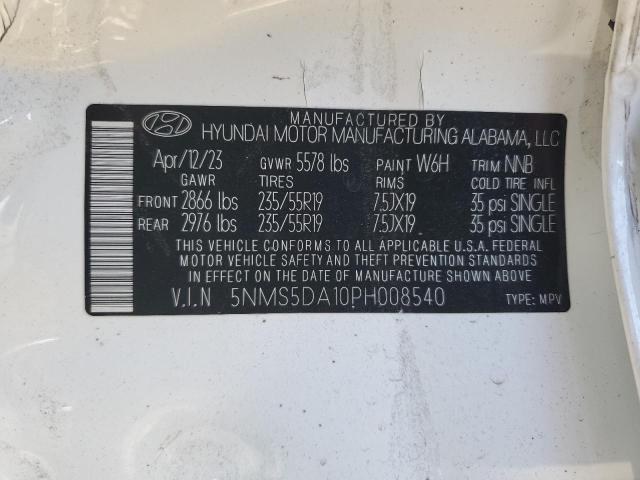 MANUFACTURED BY
HYUNDAI MOTOR MANUFACTURING ALABAMA, LLC
Apr/12/23 GVWR 5578 lbs PAINT W6H TRIM NNB
GAWR TIRES RIMS COLD TIRE INFL
FRONT 2866 lbs 235/55R19 7.5JX19 35 psi SINGLE
REAR 2976 lbs 235/55R19 7.5JX19 35 psi SINGLE
THIS VEHICLE CONFORMS TO ALL APPLICABLE U.S.A. FEDERAL
MOTOR VEHICLE SAFETY AND THEFT PREVENTION STANDARDS
IN EFFECT ON THE DATE OF MANUFACTURE SHOWN ABOVE
V.I.N 5NMS5DA10PH008540 TYPE: MPV